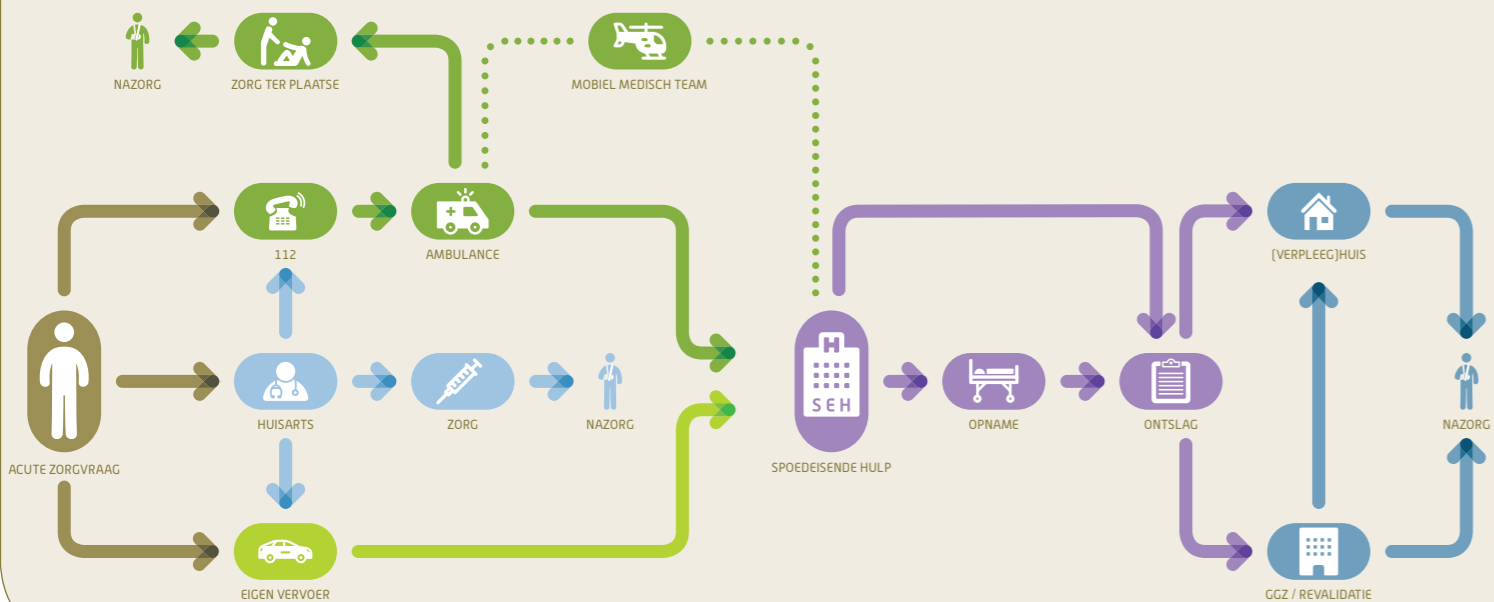 NAZORG
ZORG TER PLAATSE
MOBIEL MEDISCH TEAM
112
AMBULANCE
(VERPLEEG)HUIS
H
SEH
HUISARTS
ZORG
NAZORG
OPNAME
ONTSLAG
NAZORG
ACUTE ZORGVRAAG
SPOEDEISENDE HULP
EIGEN VERVOER
GGZ / REVALIDATIE